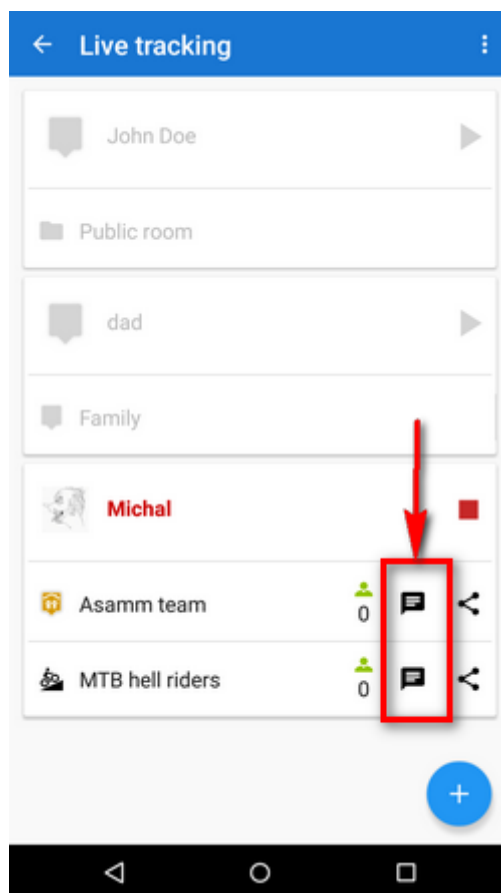 Live tracking
John Doe
Public room
dad
Family
Michal
Asamm team
0
MTB hell riders
0